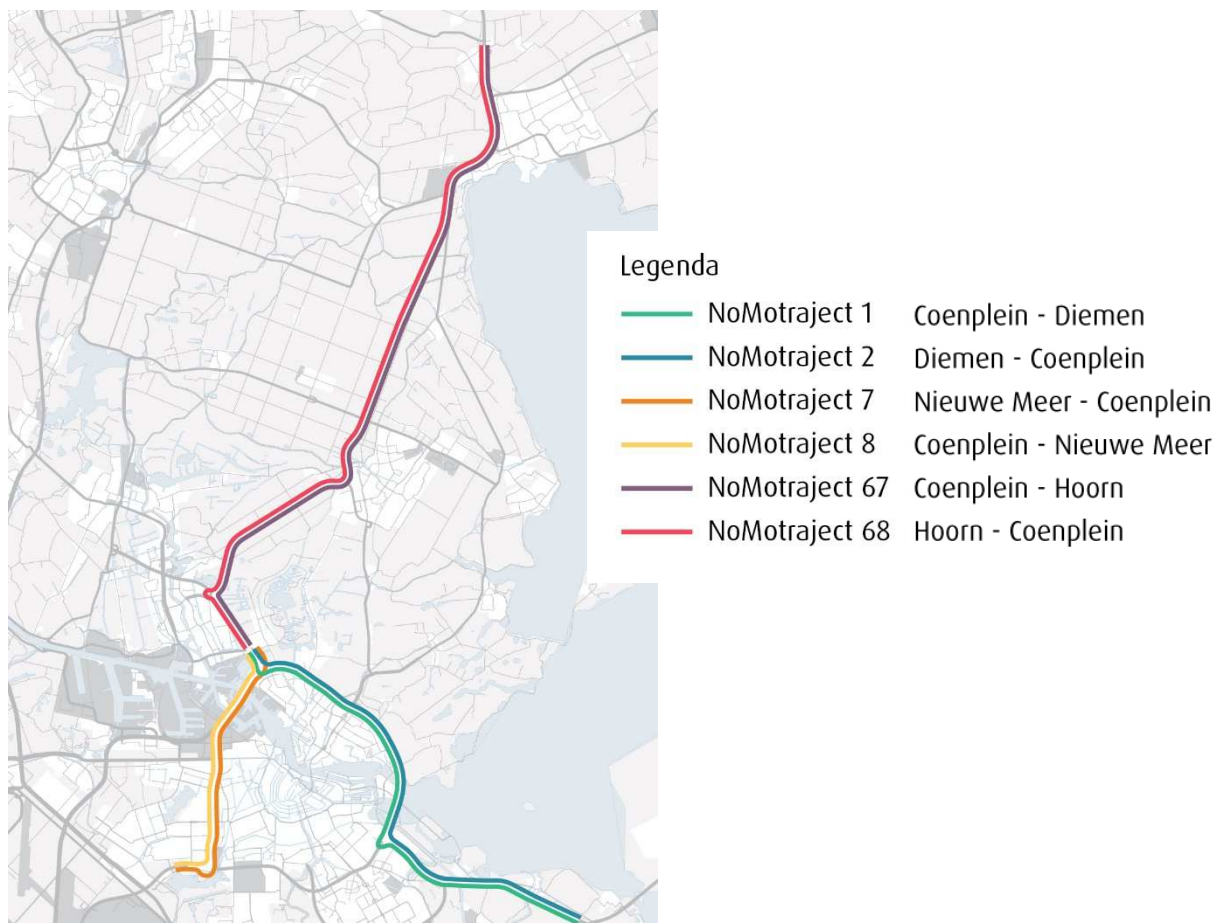 Legenda
NoMotraject 1 Coenplein - Diemen
NoMotraject 2 Diemen - Coenplein
NoMotraject 7 Nieuwe Meer - Coenplein
NoMotraject 8 Coenplein - Nieuwe Meer
NoMotraject 67 Coenplein - Hoorn
NoMotraject 68 Hoorn - Coenplein